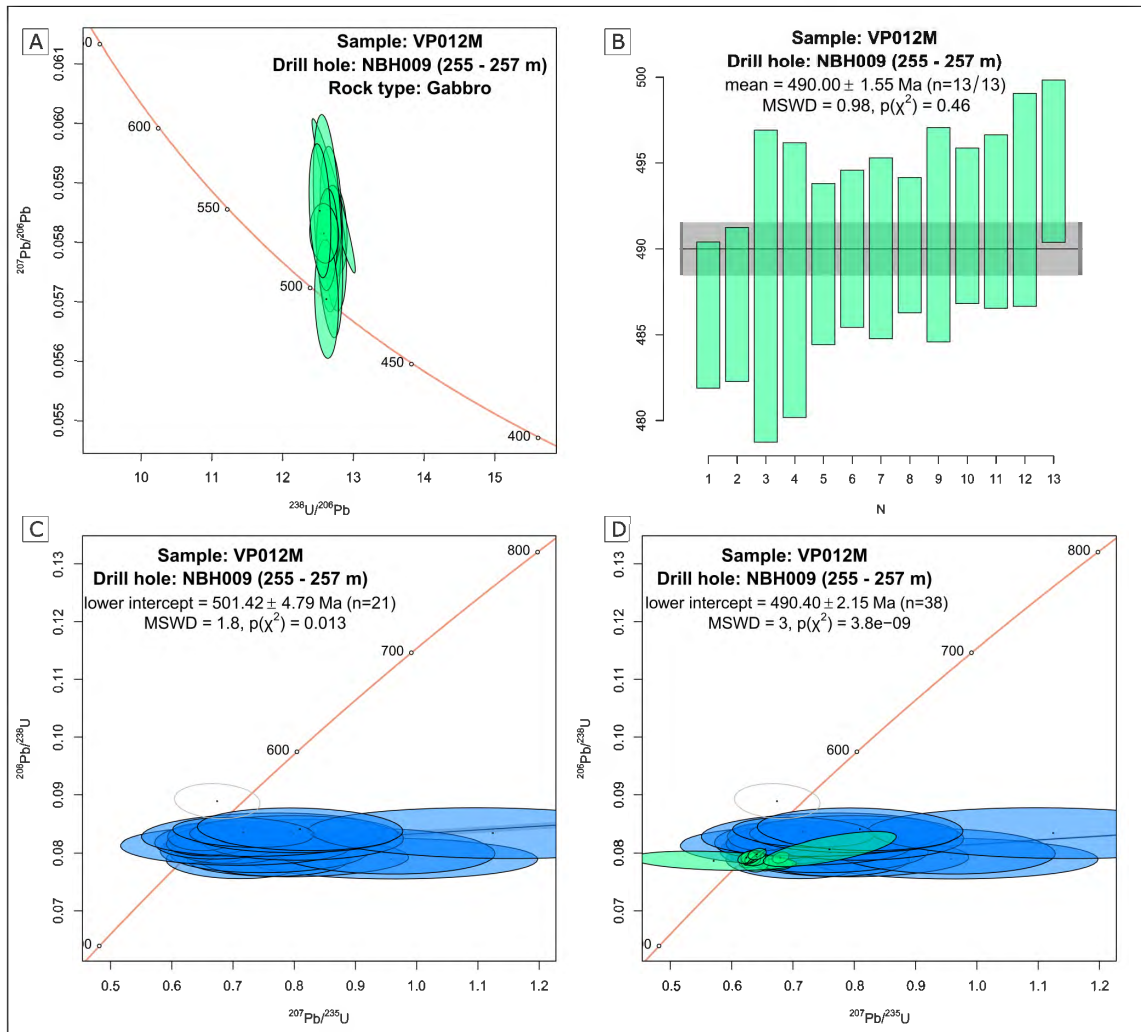 A
Sample: VP012M
Drill hole: NBH009 (255 - 257 m)
Rock type: Gabbro
0.061
0.060
0.059
0.058
0.057
0.056
0.055
²⁰⁷Pb/²⁰⁶Pb
600
550
500
450
400
10 11 12 13 14 15
²³⁸U/²⁰⁶Pb
B
Sample: VP012M
Drill hole: NBH009 (255 - 257 m)
mean = 490.00 ± 1.55 Ma (n=13/13)
MSWD = 0.98, p(χ²) = 0.46
500
495
490
485
480
1 2 3 4 5 6 7 8 9 10 11 12 13
N
C
Sample: VP012M
Drill hole: NBH009 (255 - 257 m)
lower intercept = 501.42 ± 4.79 Ma (n=21)
MSWD = 1.8, p(χ²) = 0.013
0.13
0.12
0.11
0.10
0.09
0.08
0.07
²⁰⁶Pb/²³⁸U
800
700
600
0.5 0.6 0.7 0.8 0.9 1.0 1.1 1.2
²⁰⁷Pb/²³⁵U
D
Sample: VP012M
Drill hole: NBH009 (255 - 257 m)
lower intercept = 490.40 ± 2.15 Ma (n=38)
MSWD = 3, p(χ²) = 3.8e−09
0.13
0.12
0.11
0.10
0.09
0.08
0.07
²⁰⁶Pb/²³⁸U
800
700
600
0.5 0.6 0.7 0.8 0.9 1.0 1.1 1.2
²⁰⁷Pb/²³⁵U